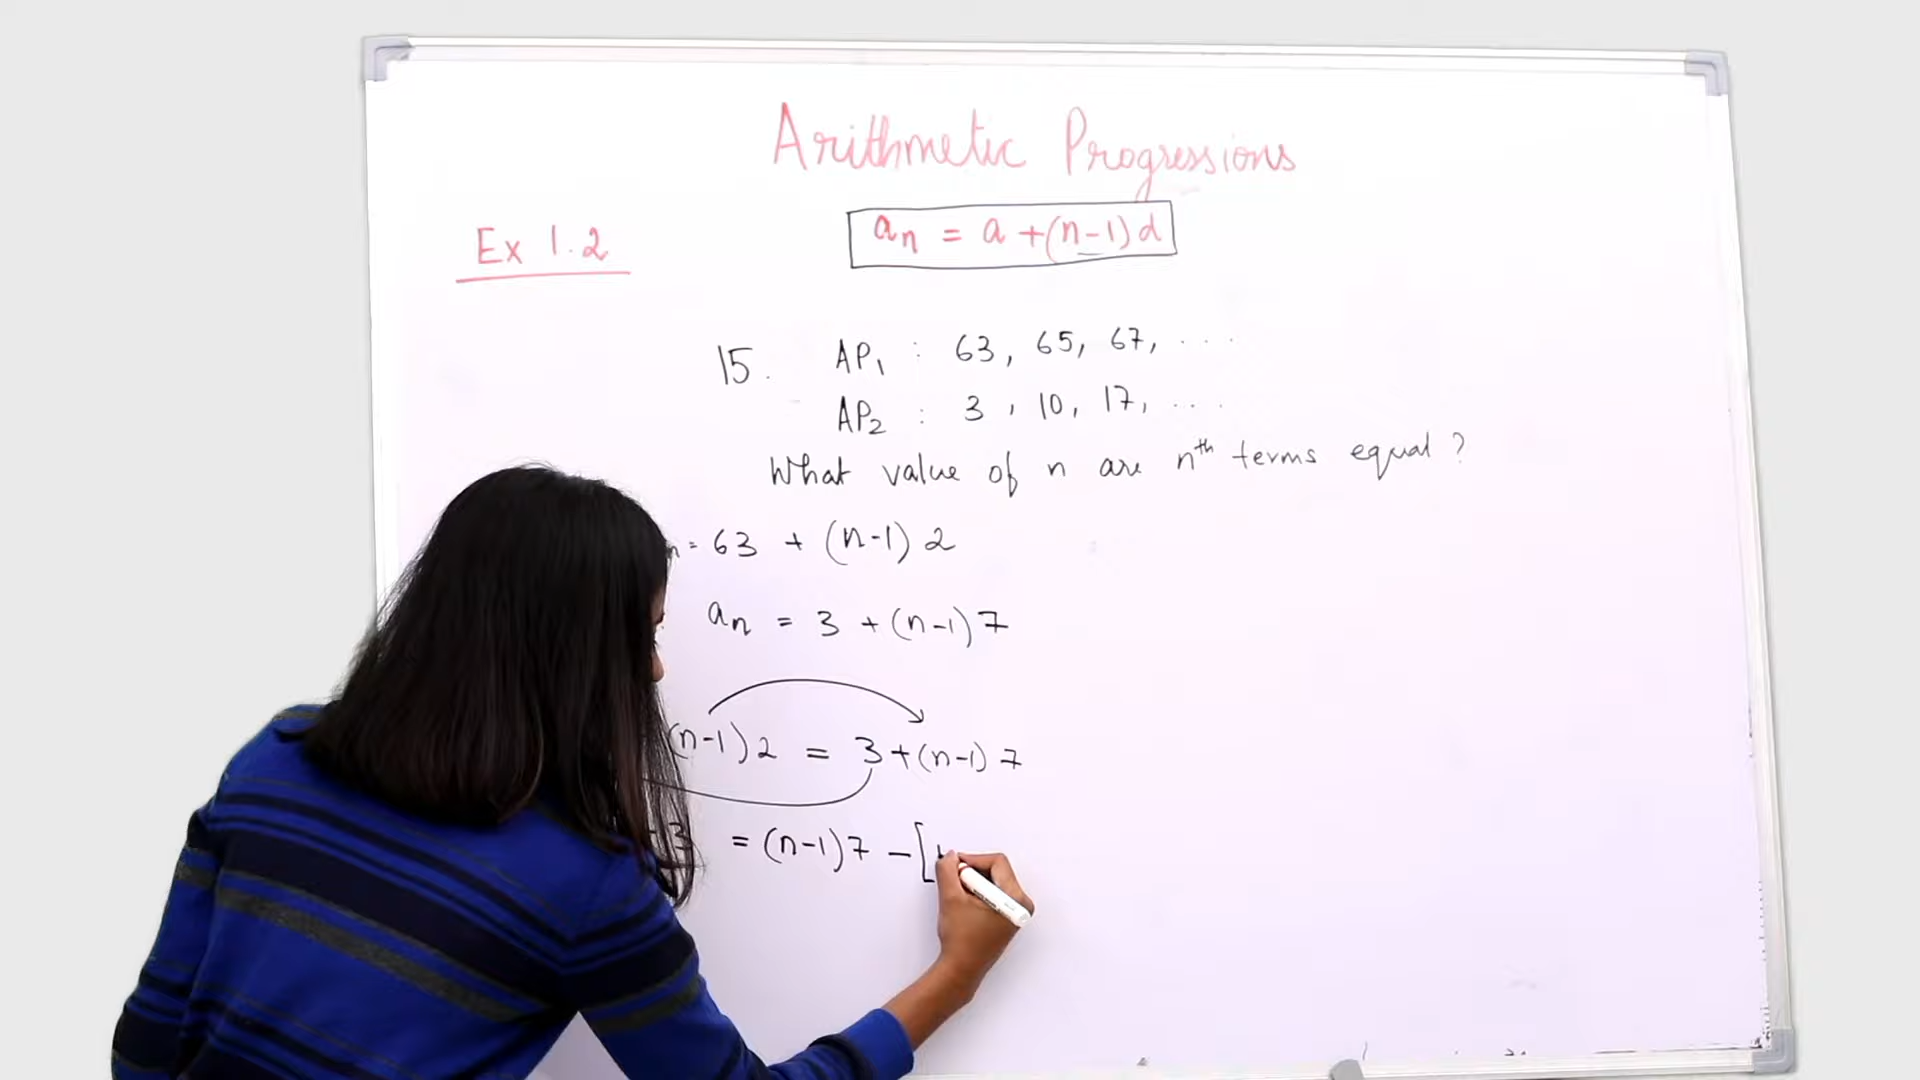 Arithmetic Progressions
Ex 1.2
an = a + (n-1) d
15. AP1 : 63, 65, 67, ....
AP2 : 3, 10, 17, ....
What value of n are nth terms equal?
n = 63 + (n-1) 2
an = 3 + (n-1) 7
(n-1) 2 = 3 + (n-1) 7
-3 = (n-1) 7 - [